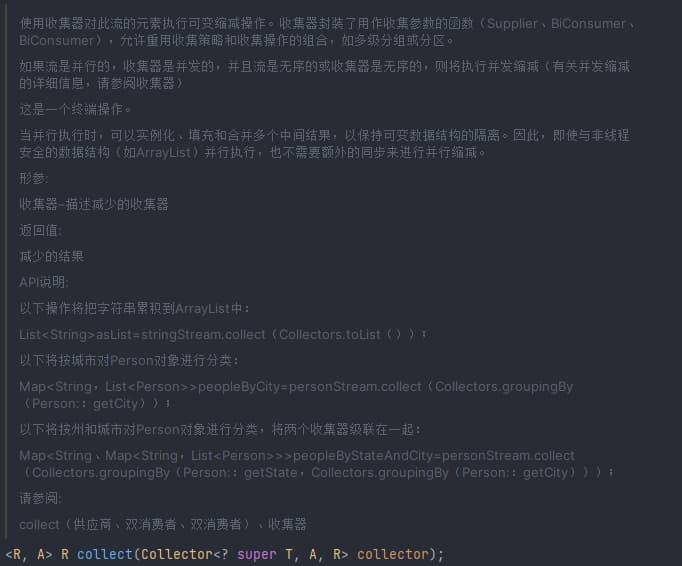 使用收集器对此流的元素执行可变缩减操作。收集器封装了用作收集参数的函数（Supplier、BiConsumer、
BiConsumer），允许重用收集策略和收集操作的组合，如多级分组或分区。
如果流是并行的，收集器是并发的，并且流是无序的或收集器是无序的，则将执行并发缩减（有关并发缩减
的详细信息，请参阅收集器）
这是一个终端操作。
当并行执行时，可以实例化、填充和合并多个中间结果，以保持可变数据结构的隔离。因此，即使与非线程
安全的数据结构（如ArrayList）并行执行，也不需要额外的同步来进行并行缩减。
形参:
收集器–描述减少的收集器
返回值:
减少的结果
API说明:
以下操作将把字符串累积到ArrayList中：
List<String>asList=stringStream.collect（Collectors.toList（））；
以下将按城市对Person对象进行分类：
Map<String，List<Person>>peopleByCity=personStream.collect（Collectors.groupingBy
（Person:：getCity））；
以下将按州和城市对Person对象进行分类，将两个收集器级联在一起：
Map<String、Map<String，List<Person>>>peopleByStateAndCity=personStream.collect
（Collectors.groupingBy（Person:：getState，Collectors.groupingBy（Person:：getCity）））；
请参阅:
collect（供应商、双消费者、双消费者）、收集器
<R, A> R collect(Collector<? super T, A, R> collector);